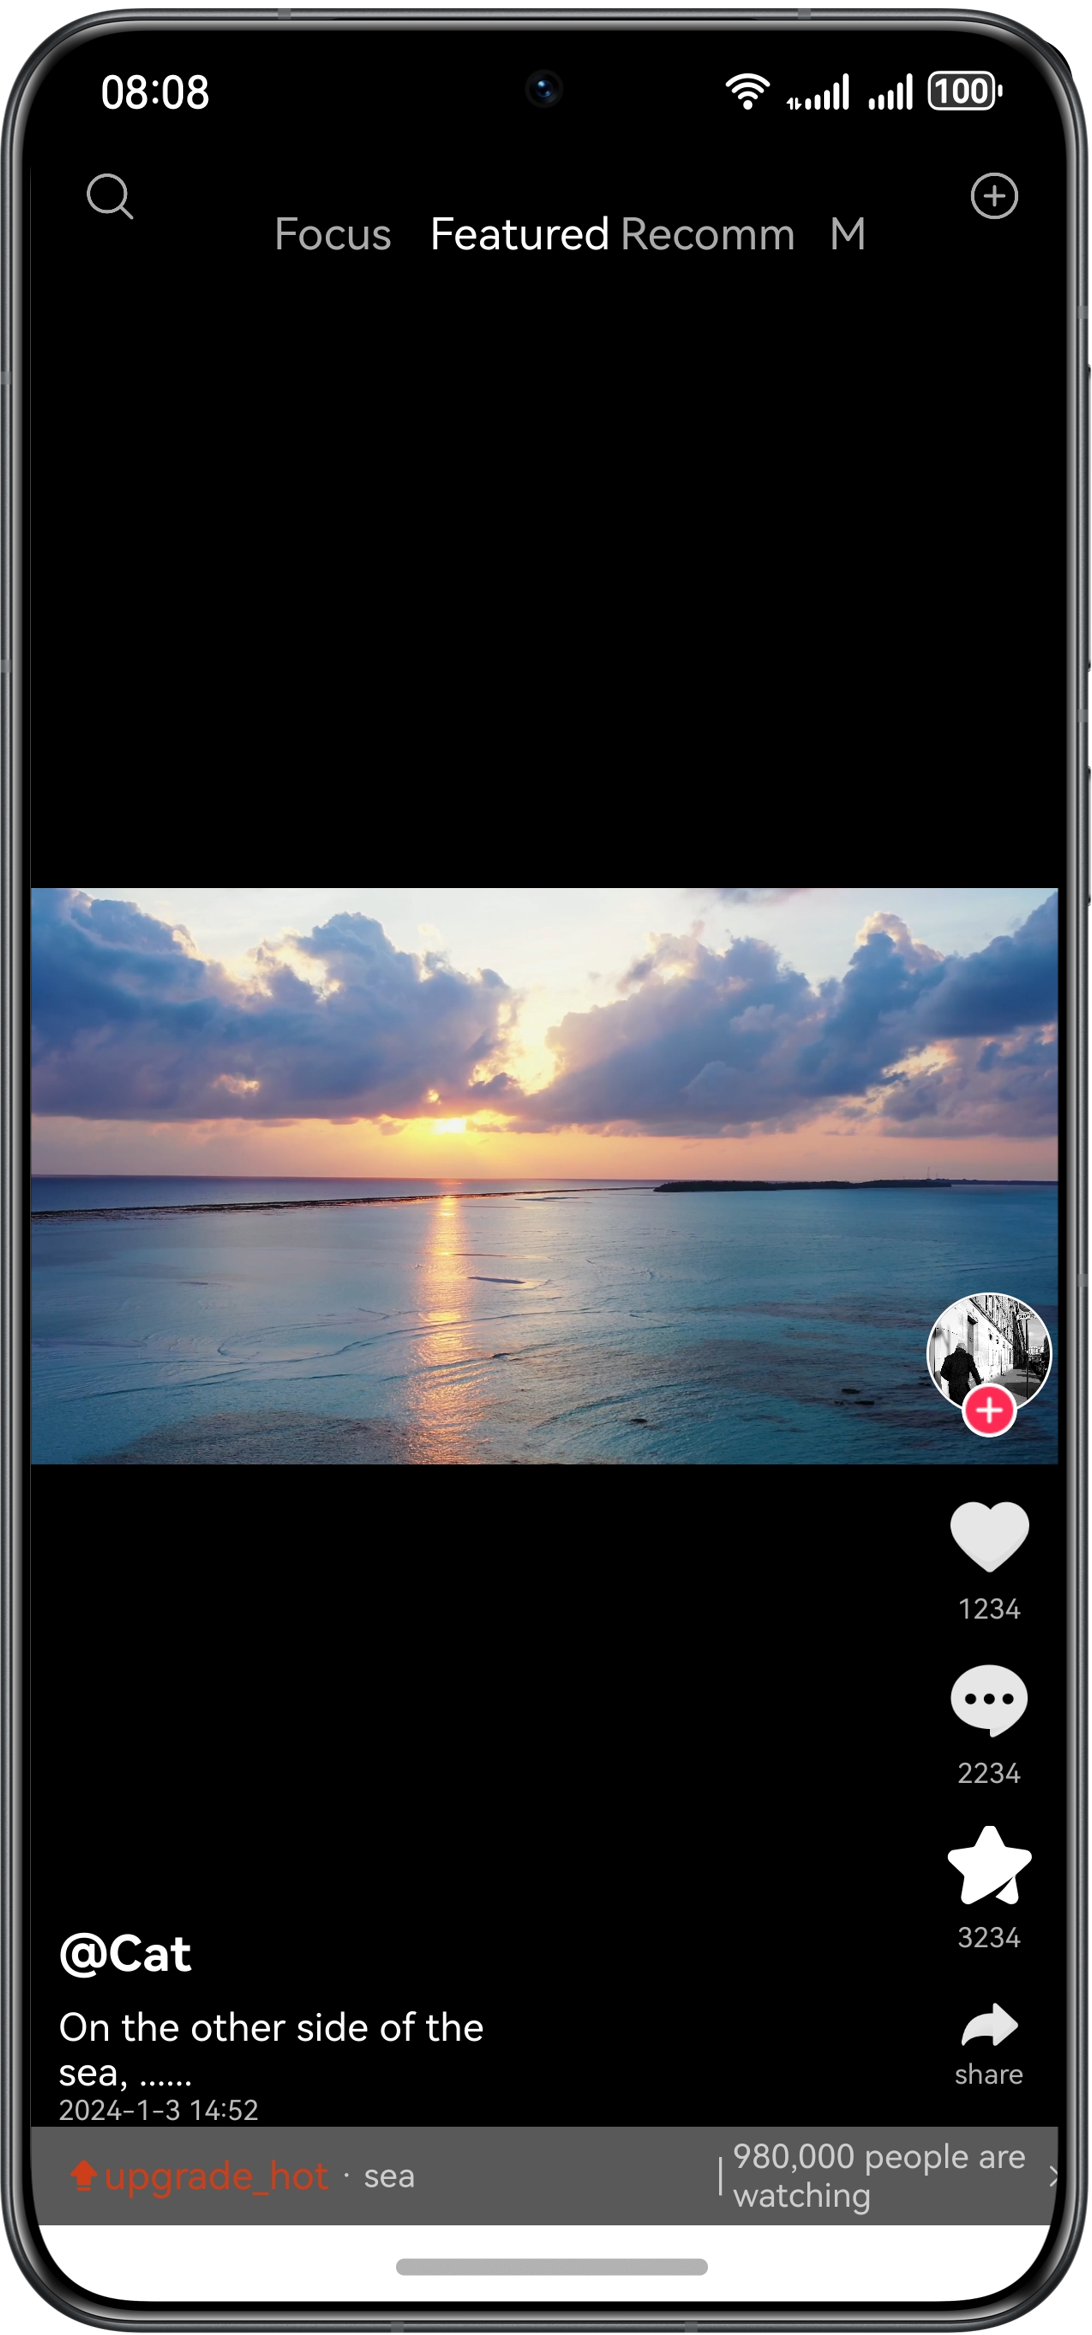 08:08
100
Focus Featured Recomm M
1234
2234
3234
@Cat
On the other side of the
sea, ......
2024-1-3 14:52
share
upgrade_hot · sea
980,000 people are
watching